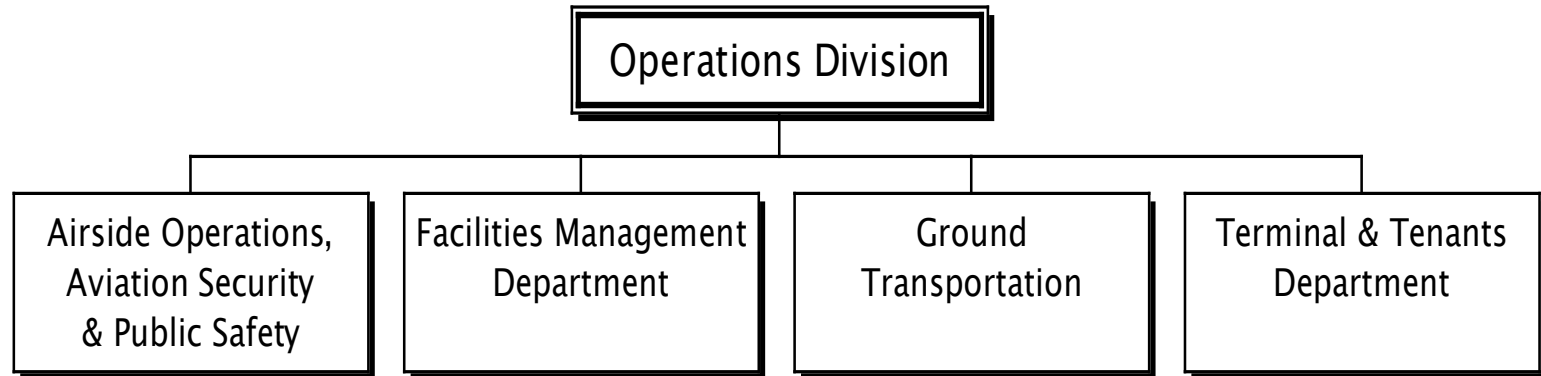 Operations Division
Airside Operations,
Aviation Security
& Public Safety
Facilities Management
Department
Ground
Transportation
Terminal & Tenants
Department